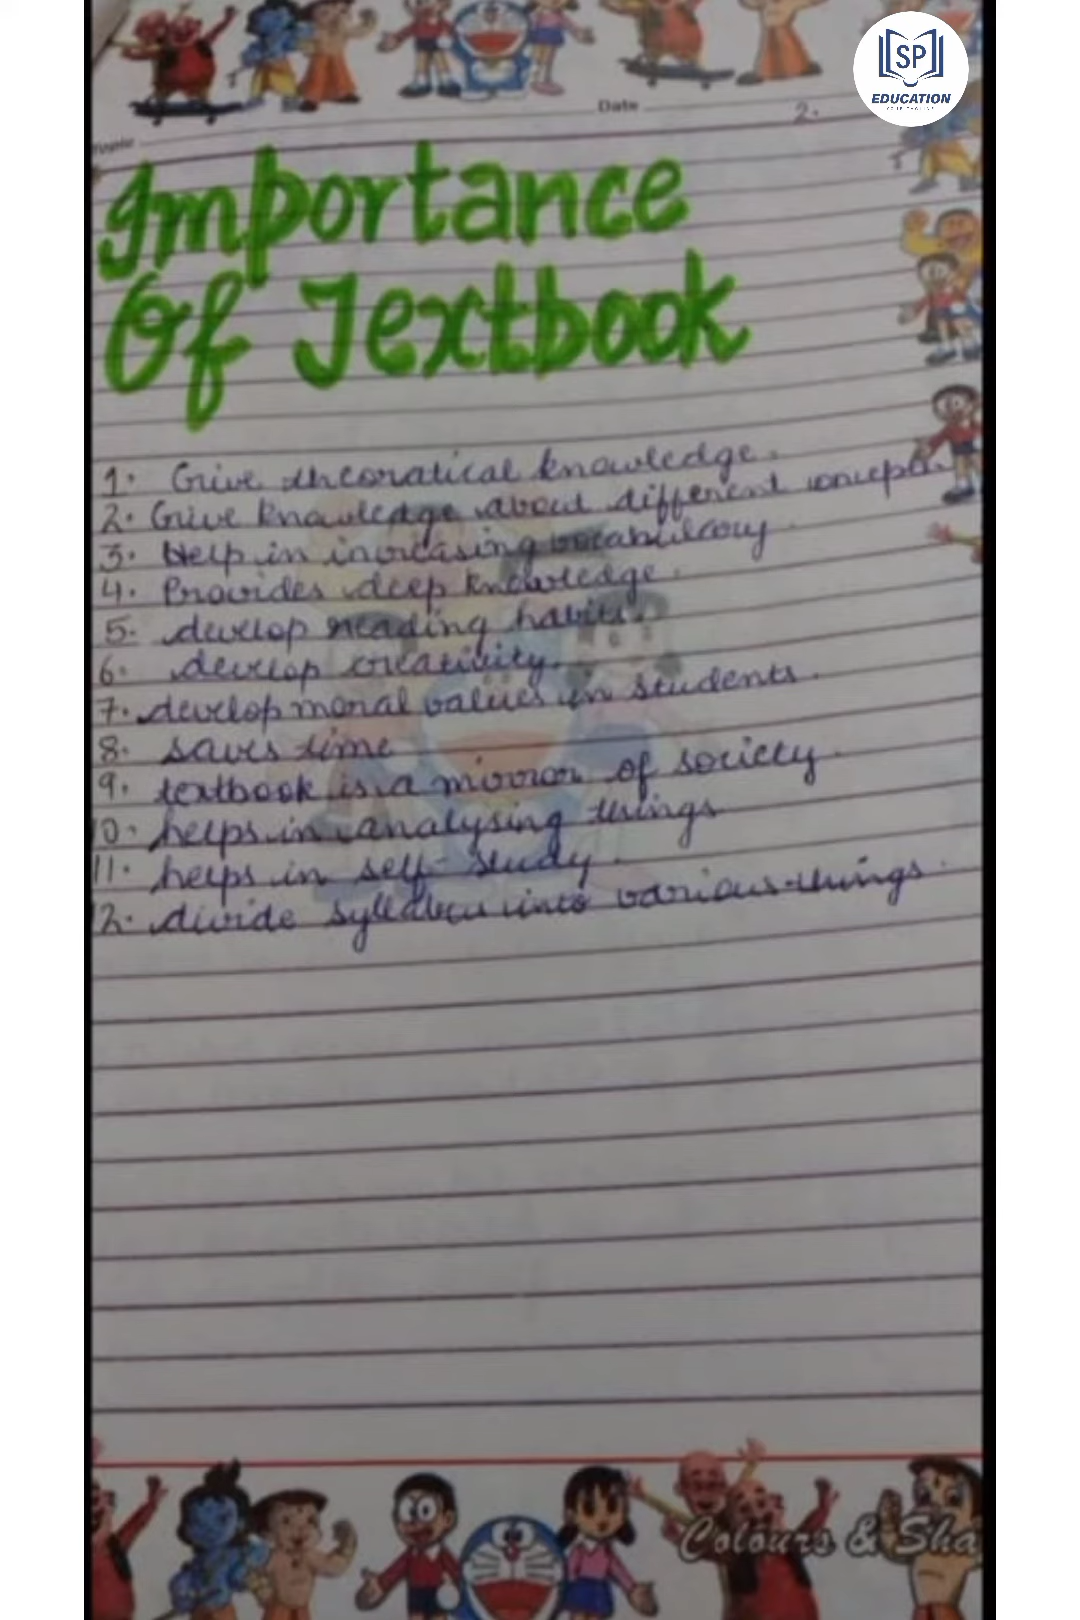 SP
EDUCATION
Date
2.
Topic
Importance
Of Textbook
1. Give theoratical knowledge.
2. Give knowledge about different concepts.
3. Help in increasing vocabulary.
4. Provides deep knowledge.
5. develop reading habits.
6. develop creativity.
7. develop moral values in students.
8. saves time
9. textbook is a mirror of society.
10. helps in analysing things
11. helps in self-study.
12. divide syllabus into various things.
Colours & Sha